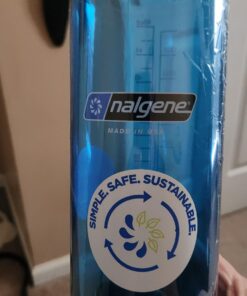 nalgene
MADE IN USA
SIMPLE. SAFE. SUSTAINABLE.